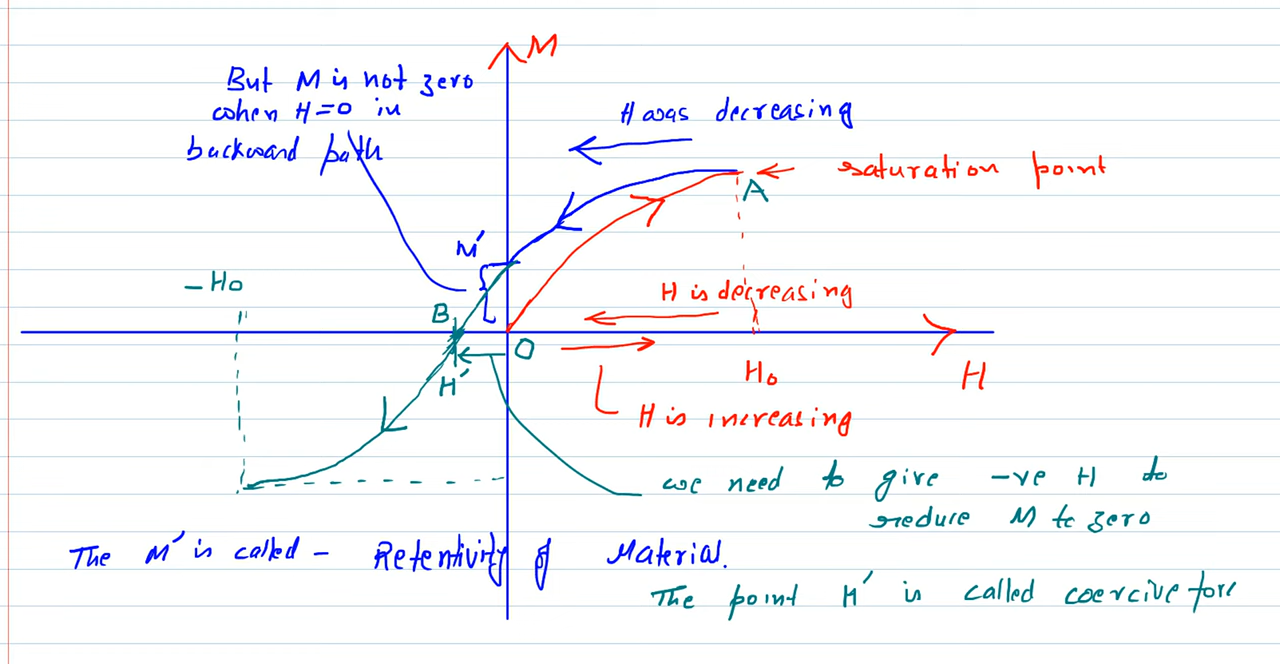 M
But M is not zero
when H=0 in
backward path
H was decreasing
saturation point
A
M'
-H₀
H is decreasing
B
O
H'
H₀
H
H is increasing
we need to give -ve H to
reduce M to zero
The M' is called - Retentivity of Material.
The point H' is called coercive forc